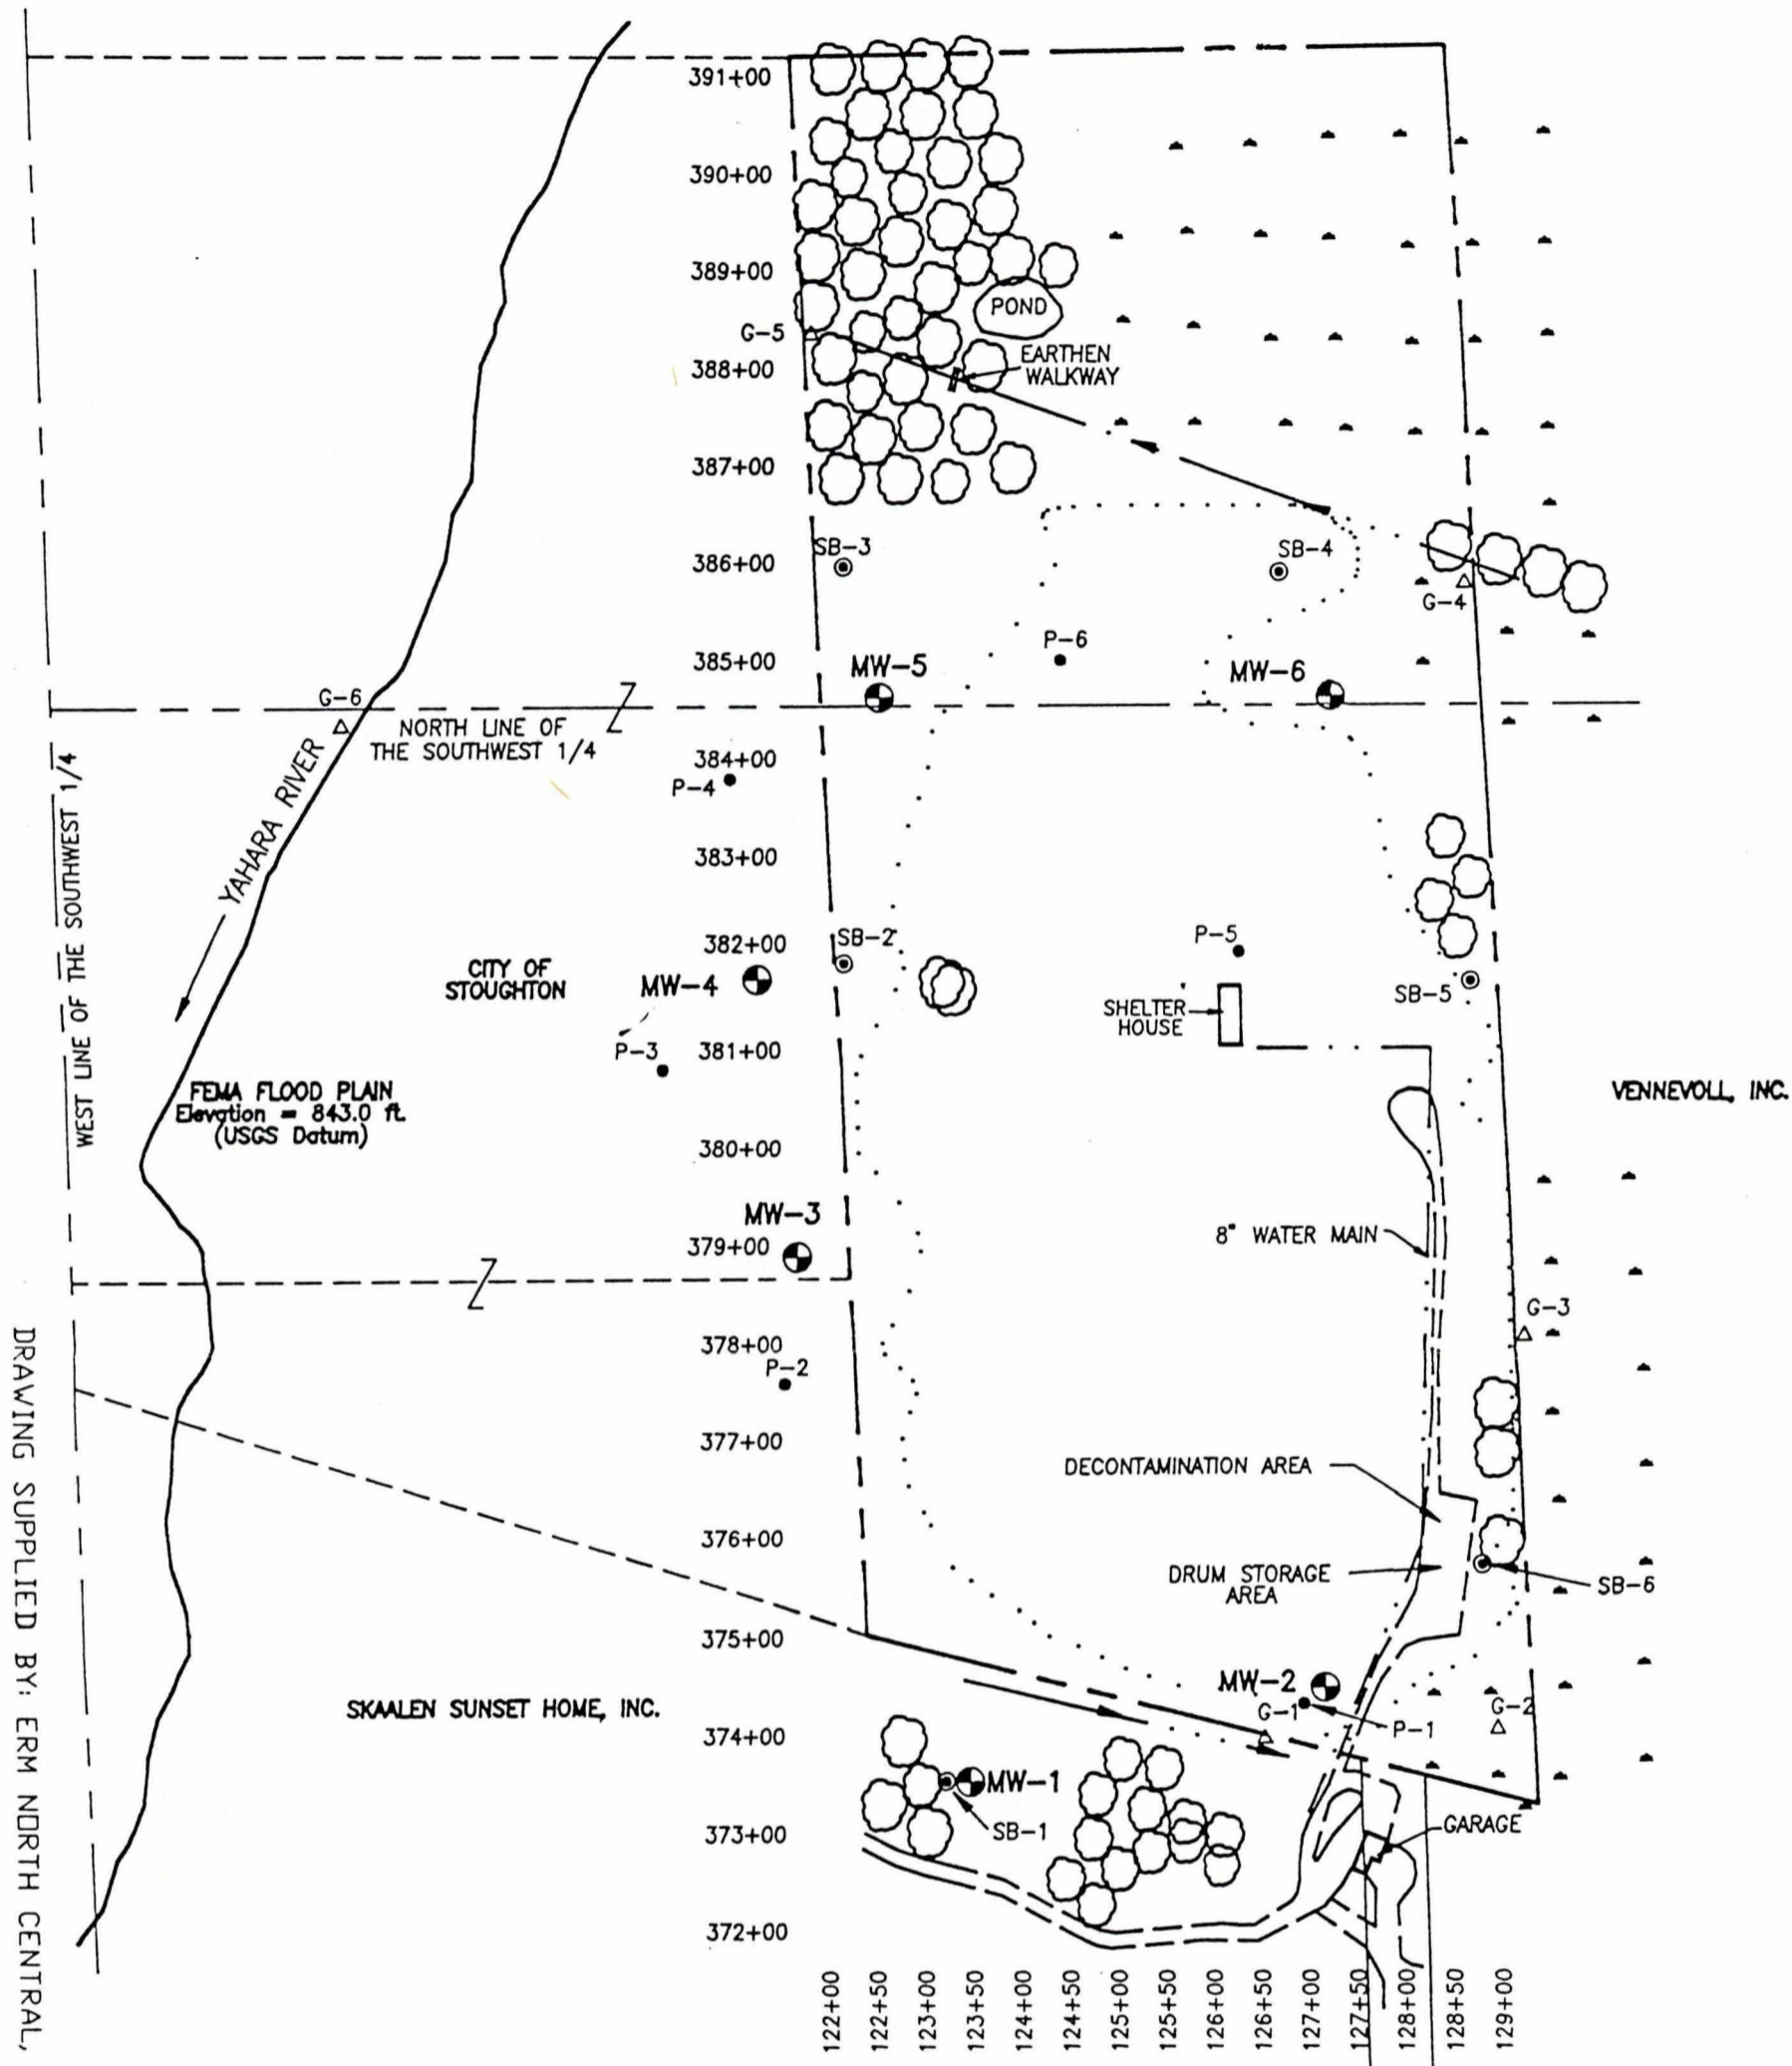 391+00
390+00
389+00
POND
G-5
EARTHEN
WALKWAY
388+00
387+00
SB-3
SB-4
386+00
G-4
P-6
385+00
MW-5
MW-6
G-6
NORTH LINE OF
THE SOUTHWEST 1/4
384+00
P-4
WEST LINE OF THE SOUTHWEST 1/4
YAHARA RIVER
383+00
382+00
SB-2
P-5
CITY OF
STOUGHTON
MW-4
SB-5
SHELTER
HOUSE
P-3
381+00
FEMA FLOOD PLAIN
Elevation = 843.0 ft.
(USGS Datum)
VENNEVOLL, INC.
380+00
MW-3
379+00
8" WATER MAIN
G-3
378+00
P-2
377+00
DECONTAMINATION AREA
376+00
DRUM STORAGE
AREA
SB-6
375+00
SKAALEN SUNSET HOME, INC.
MW-2
G-1
G-2
374+00
P-1
MW-1
373+00
SB-1
GARAGE
372+00
122+00
122+50
123+00
123+50
124+00
124+50
125+00
125+50
126+00
126+50
127+00
127+50
128+00
128+50
129+00
DRAWING SUPPLIED BY: ERM NORTH CENTRAL,